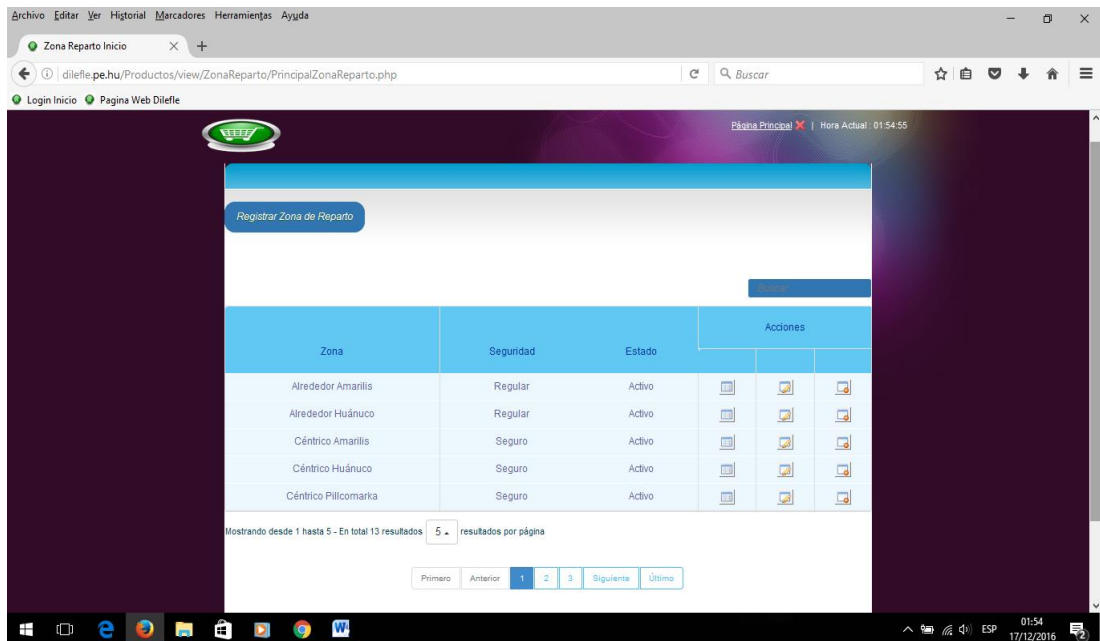 Archivo Editar Ver Historial Marcadores Herramientas Ayuda
Zona Reparto Inicio
dilefle.pe.hu/Productos/view/ZonaReparto/PrincipalZonaReparto.php
Buscar
Login Inicio Pagina Web Dilefle
Página Principal | Hora Actual : 01:54:55
Registrar Zona de Reparto
Buscar
Acciones
Zona Seguridad Estado
Alrededor Amarilis Regular Activo
Alrededor Huánuco Regular Activo
Céntrico Amarilis Seguro Activo
Céntrico Huánuco Seguro Activo
Céntrico Pillcomarka Seguro Activo
Mostrando desde 1 hasta 5 - En total 13 resultados 5 resultados por página
Primero Anterior 1 2 3 Siguiente Último
ESP 01:54
17/12/2016